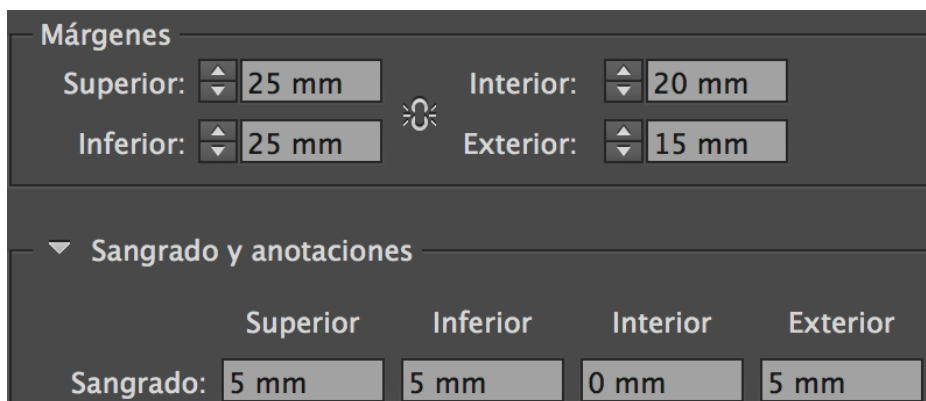 Márgenes
Superior: 25 mm Interior: 20 mm
Inferior: 25 mm Exterior: 15 mm
Sangrado y anotaciones
Superior Inferior Interior Exterior
Sangrado: 5 mm 5 mm 0 mm 5 mm